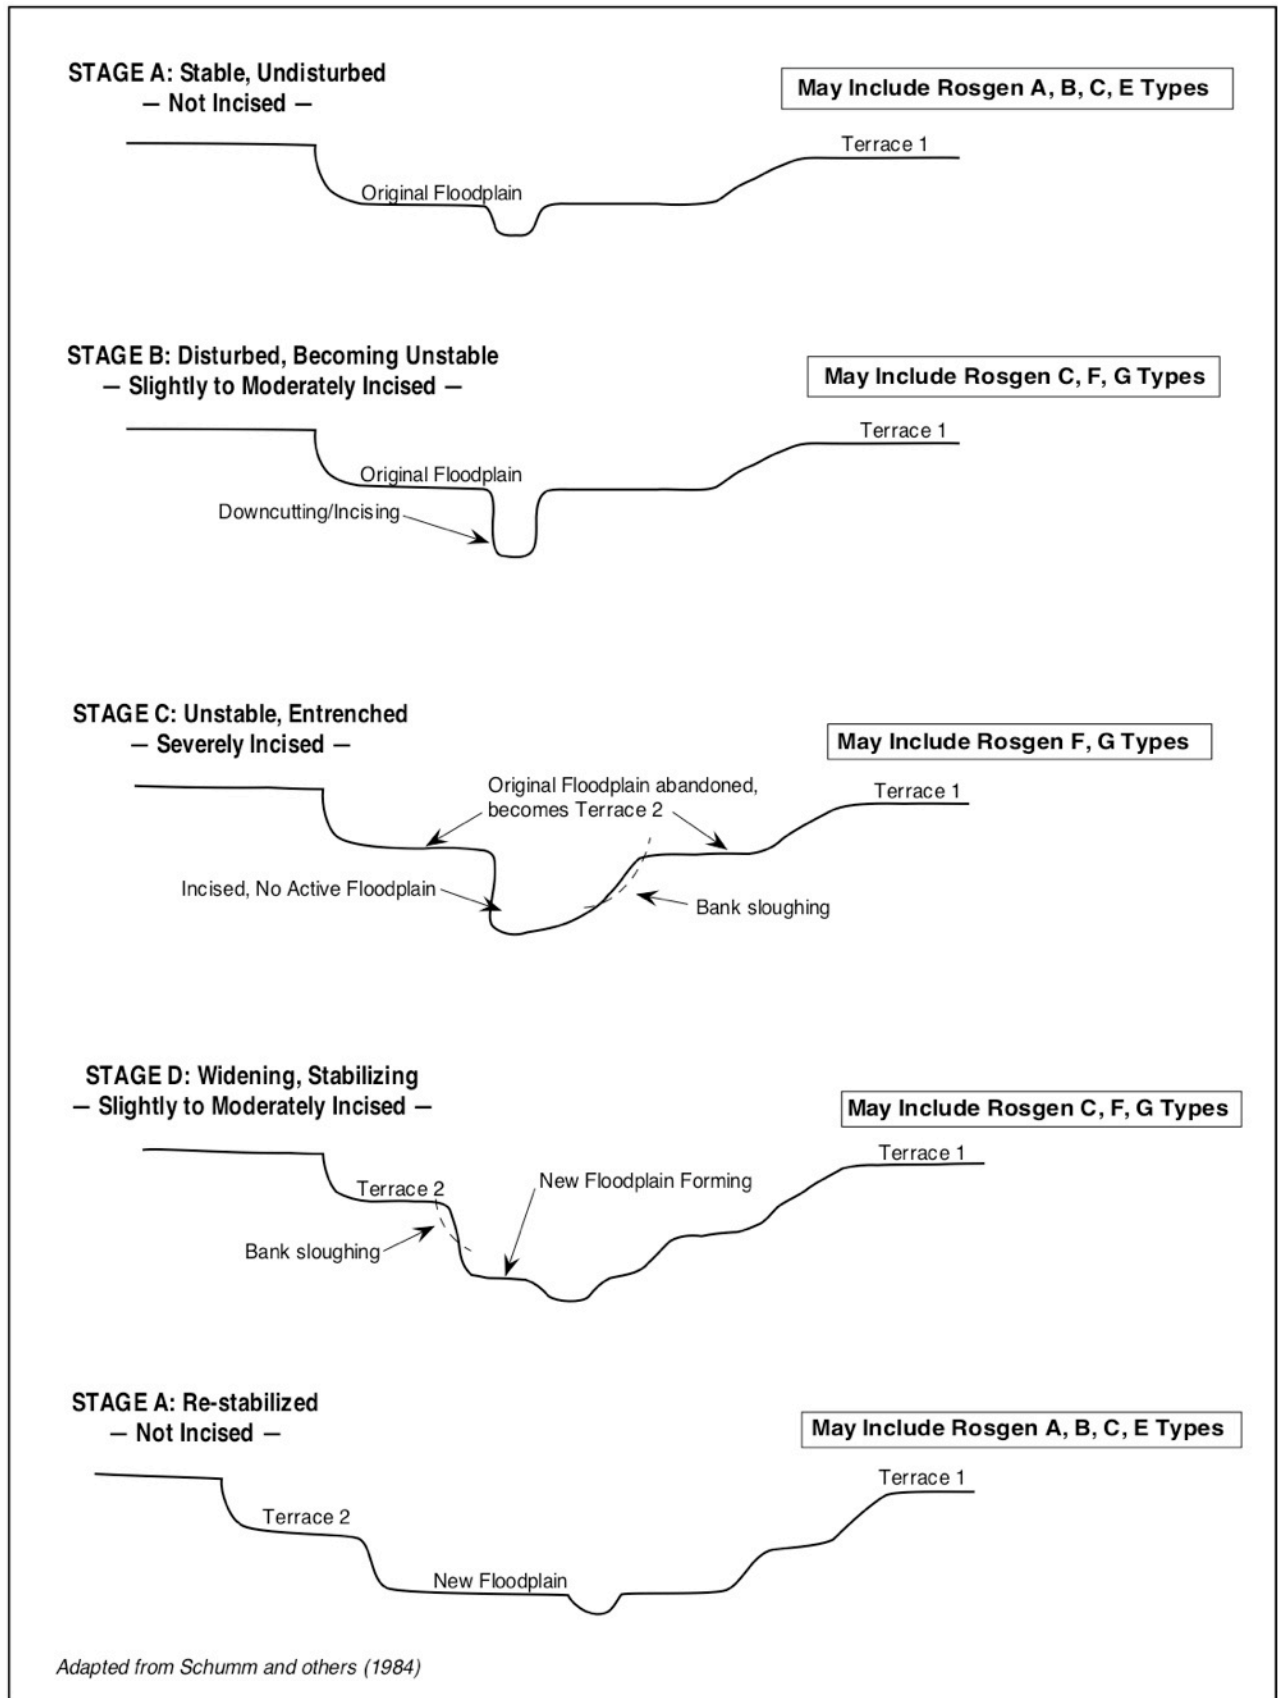 STAGE A: Stable, Undisturbed
— Not Incised —
May Include Rosgen A, B, C, E Types
Terrace 1
Original Floodplain
STAGE B: Disturbed, Becoming Unstable
— Slightly to Moderately Incised —
May Include Rosgen C, F, G Types
Terrace 1
Original Floodplain
Downcutting/Incising
STAGE C: Unstable, Entrenched
— Severely Incised —
May Include Rosgen F, G Types
Original Floodplain abandoned,
becomes Terrace 2
Terrace 1
Incised, No Active Floodplain
Bank sloughing
STAGE D: Widening, Stabilizing
— Slightly to Moderately Incised —
May Include Rosgen C, F, G Types
Terrace 1
Terrace 2
New Floodplain Forming
Bank sloughing
STAGE A: Re-stabilized
— Not Incised —
May Include Rosgen A, B, C, E Types
Terrace 1
Terrace 2
New Floodplain
Adapted from Schumm and others (1984)